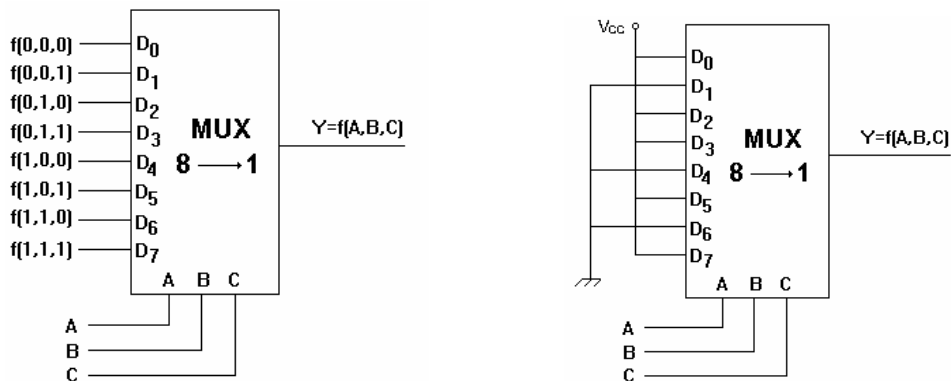 f(0,0,0)
f(0,0,1)
f(0,1,0)
f(0,1,1)
f(1,0,0)
f(1,0,1)
f(1,1,0)
f(1,1,1)
D0
D1
D2
D3
D4
D5
D6
D7
MUX
8 → 1
Y=f(A,B,C)
A B C
A
B
C
Vcc
D0
D1
D2
D3
D4
D5
D6
D7
MUX
8 → 1
Y=f(A,B,C)
A B C
A
B
C